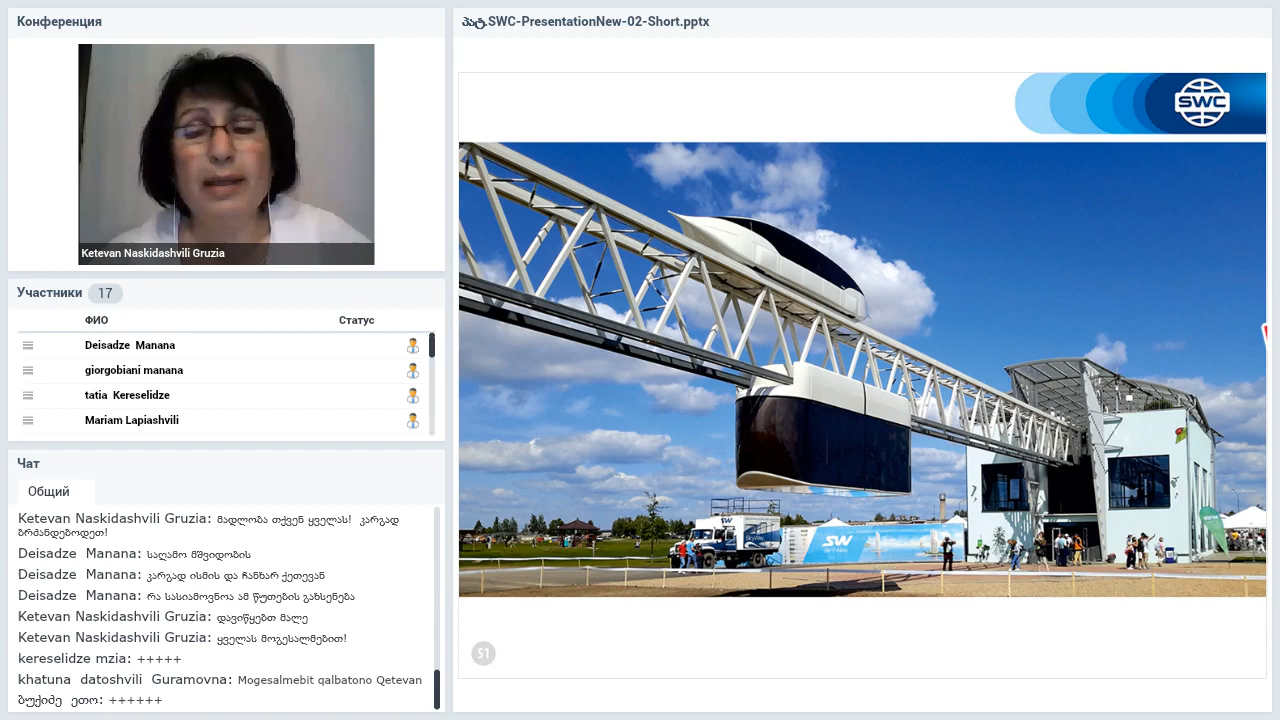 Конференция
Ketevan Naskidashvili Gruzia
Участники 17
ФИО Статус
Deisadze Manana
giorgobiani manana
tatia Kereselidze
Mariam Lapiashvili
Чат
Общий
Ketevan Naskidashvili Gruzia: მადლობა თქვენ ყველას! კარგად
ბრძანდებოდეთ!
Deisadze Manana: საღამო მშვიდობის
Deisadze Manana: კარგად ისმის და ჩანხარ ქეთევან
Deisadze Manana: რა სასიამოვნოა ამ წუთების გახსენება
Ketevan Naskidashvili Gruzia: დავიწყებთ მალე
Ketevan Naskidashvili Gruzia: ყველას მოგესალმებით!
kereselidze mzia: +++++
khatuna datoshvili Guramovna: Mogesalmebit qalbatono Qetevan
ბუქიძე ეთო: ++++++
პატ.SWC-PresentationNew-02-Short.pptx
SWC
SW
SW
SkyWay
51